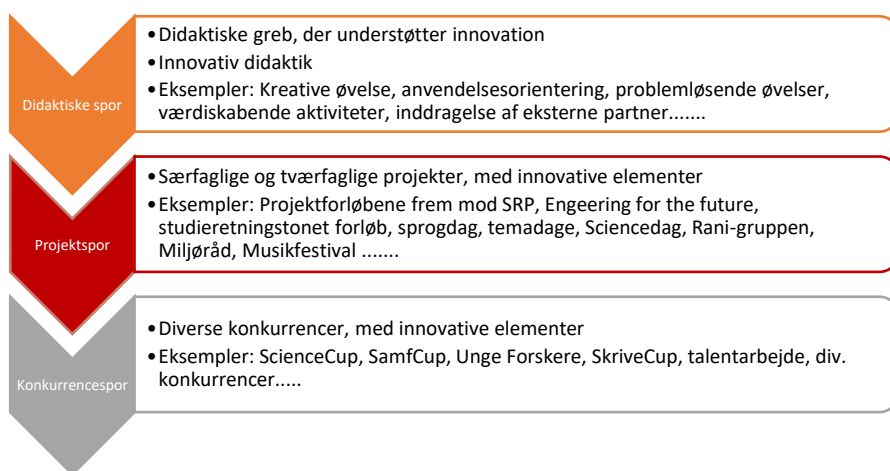 Didaktiske spor
•Didaktiske greb, der understøtter innovation
•Innovativ didaktik
•Eksempler: Kreative øvelse, anvendelsesorientering, problemløsende øvelser,
værdiskabende aktiviteter, inddragelse af eksterne partner.......
Projektspor
•Særfaglige og tværfaglige projekter, med innovative elementer
•Eksempler: Projektforløbene frem mod SRP, Engeering for the future,
studieretningstonet forløb, sprogdag, temadage, Sciencedag, Rani-gruppen,
Miljøråd, Musikfestival .......
Konkurrencespor
•Diverse konkurrencer, med innovative elementer
•Eksempler: ScienceCup, SamfCup, Unge Forskere, SkriveCup, talentarbejde, div.
konkurrencer.....